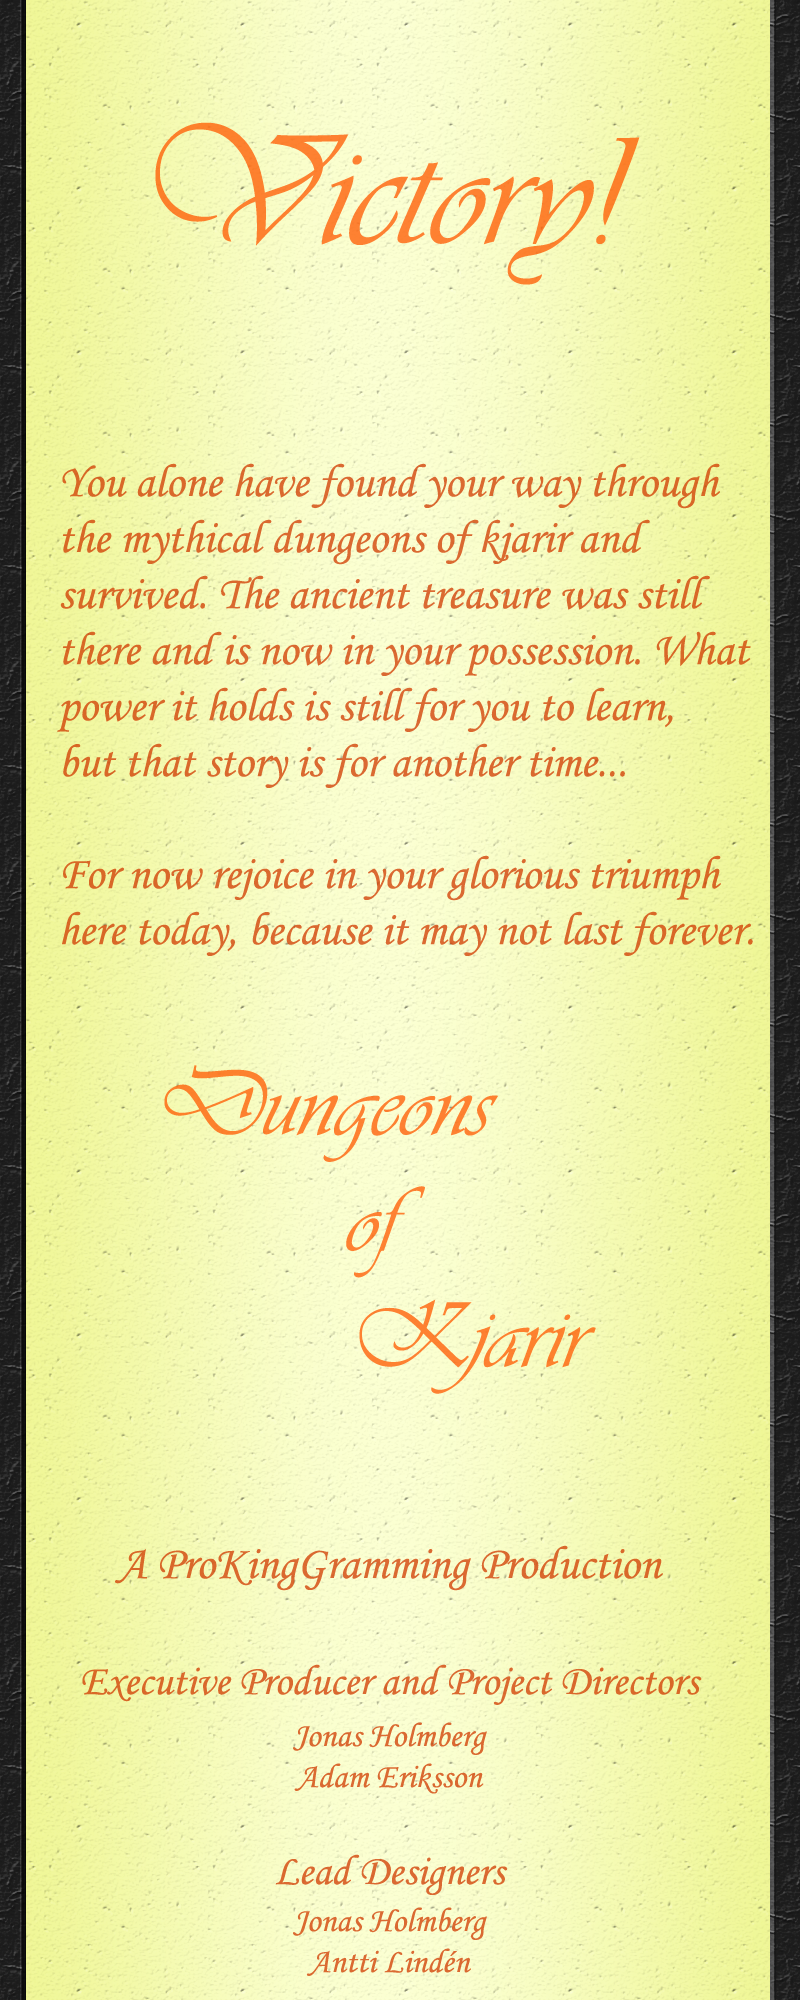 Victory!
You alone have found your way through
the mythical dungeons of kjarir and
survived. The ancient treasure was still
there and is now in your possession. What
power it holds is still for you to learn,
but that story is for another time...
For now rejoice in your glorious triumph
here today, because it may not last forever.
Dungeons
of
Kjarir
A ProKingGramming Production
Executive Producer and Project Directors
Jonas Holmberg
Adam Eriksson
Lead Designers
Jonas Holmberg
Antti Lindén